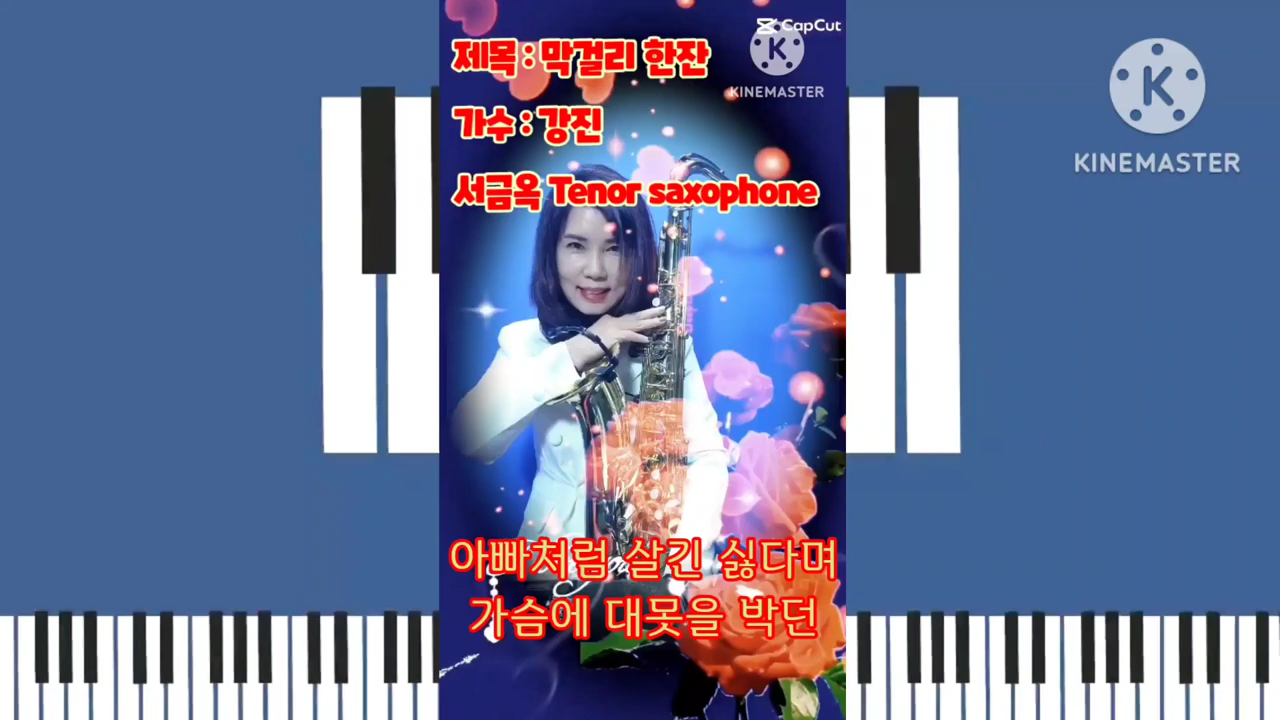 CapCut
제목 : 막걸리 한잔
KINEMASTER
가수 : 강진
서금옥 Tenor saxophone
아빠처럼 살긴 싫다며
가슴에 대못을 박던
K
KINEMASTER